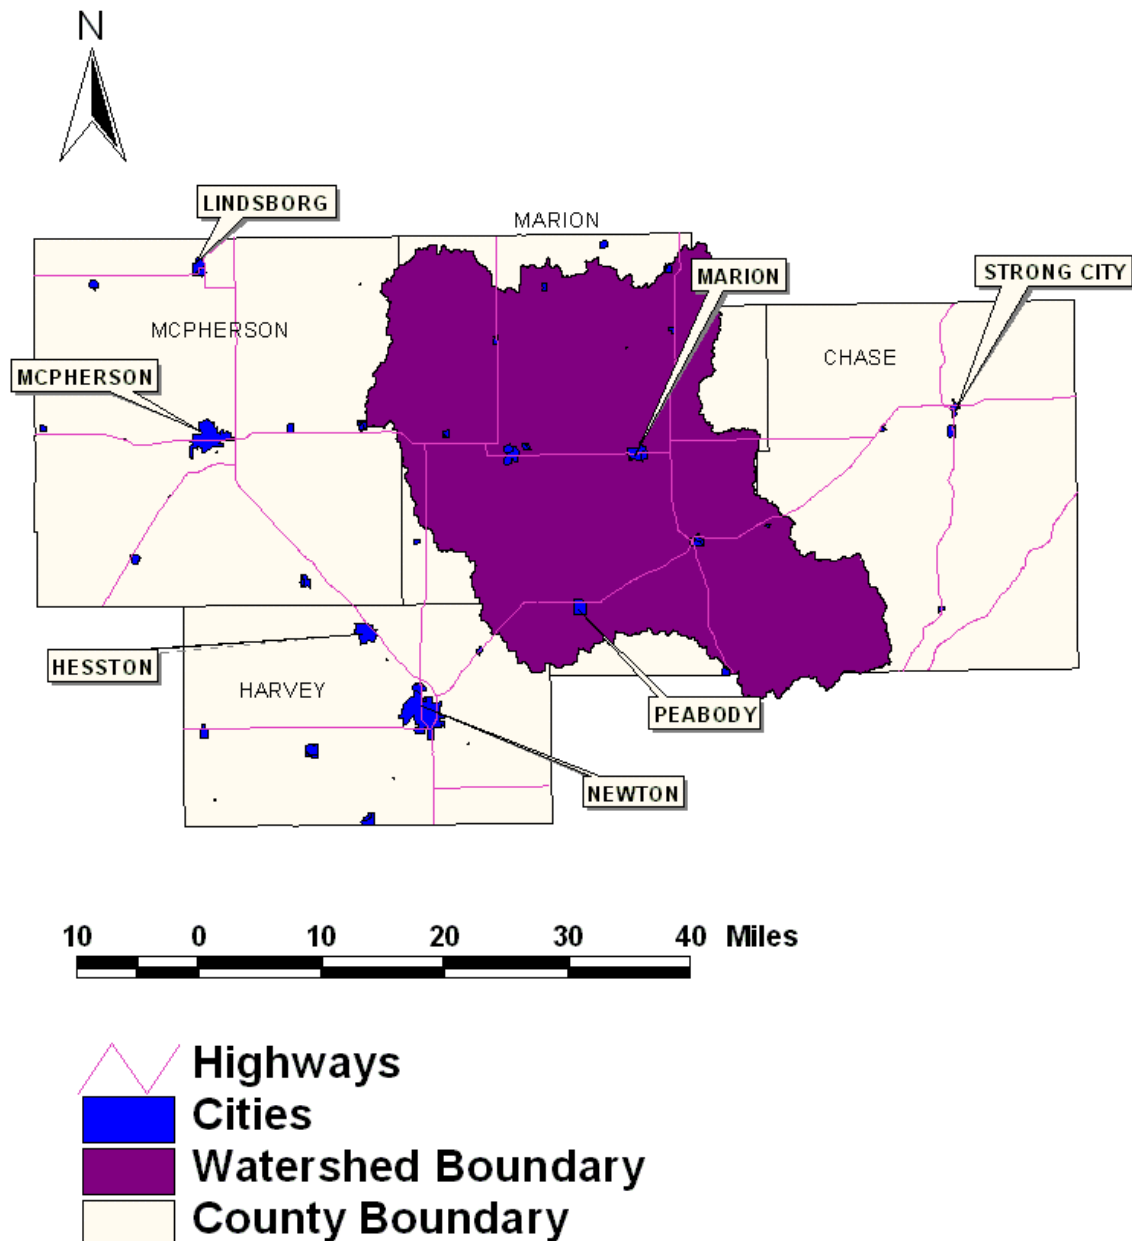 N
LINDSBORG
MARION
MARION
STRONG CITY
MCPHERSON
CHASE
MCPHERSON
HESSTON
HARVEY
PEABODY
NEWTON
10 0 10 20 30 40 Miles
Highways
Cities
Watershed Boundary
County Boundary